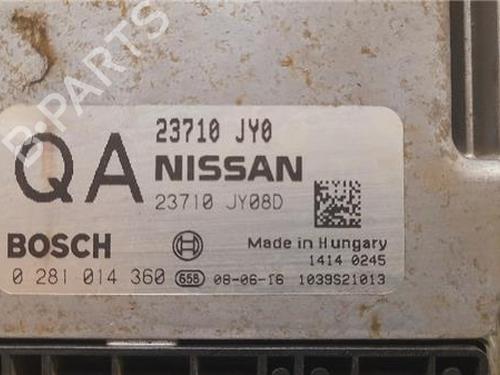 B-PARTS
QA
23710 JY0
NISSAN
23710 JY08D
BOSCH
Made in Hungary
1414 0245
0 281 014 360 658 08-06-16 1039S21013